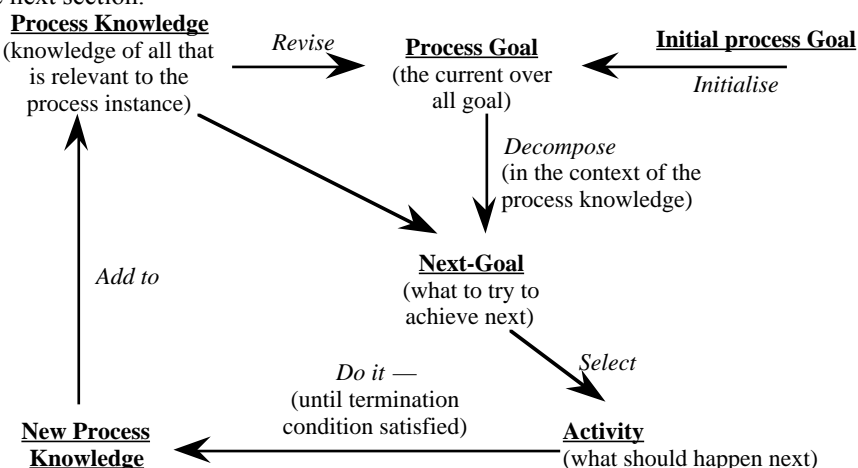 next section.
Process Knowledge
(knowledge of all that
is relevant to the
process instance)
Revise
Process Goal
(the current over
all goal)
Initial process Goal
Initialise
Decompose
(in the context of the
process knowledge)
Next-Goal
(what to try to
achieve next)
Add to
Select
Do it —
(until termination
condition satisfied)
New Process
Knowledge
Activity
(what should happen next)